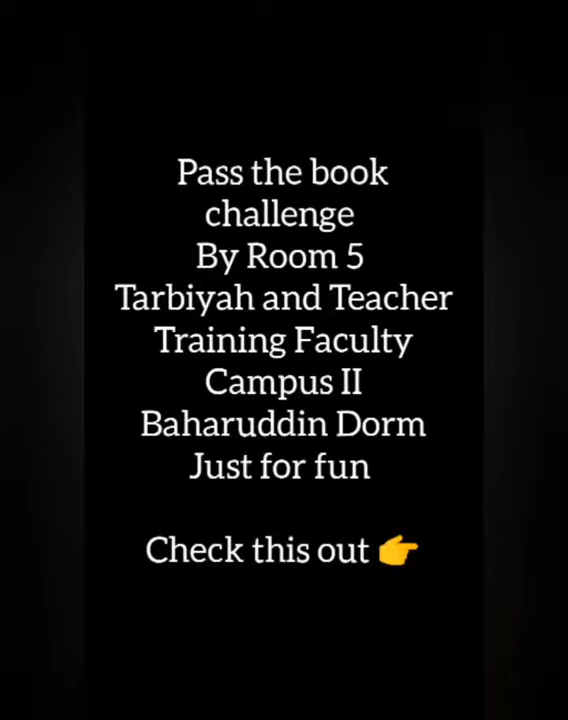 Pass the book
challenge
By Room 5
Tarbiyah and Teacher
Training Faculty
Campus II
Baharuddin Dorm
Just for fun
Check this out 👉